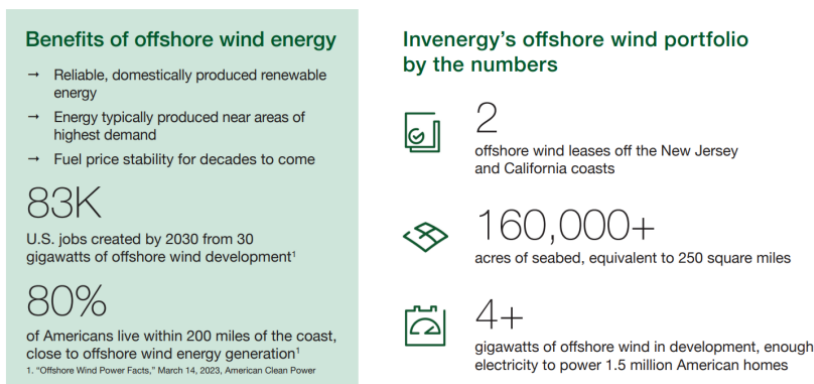 Benefits of offshore wind energy
→ Reliable, domestically produced renewable
energy
→ Energy typically produced near areas of
highest demand
→ Fuel price stability for decades to come
83K
U.S. jobs created by 2030 from 30
gigawatts of offshore wind development¹
80%
of Americans live within 200 miles of the coast,
close to offshore wind energy generation¹
1. “Offshore Wind Power Facts,” March 14, 2023, American Clean Power
Invenergy’s offshore wind portfolio
by the numbers
2
offshore wind leases off the New Jersey
and California coasts
160,000+
acres of seabed, equivalent to 250 square miles
4+
gigawatts of offshore wind in development, enough
electricity to power 1.5 million American homes